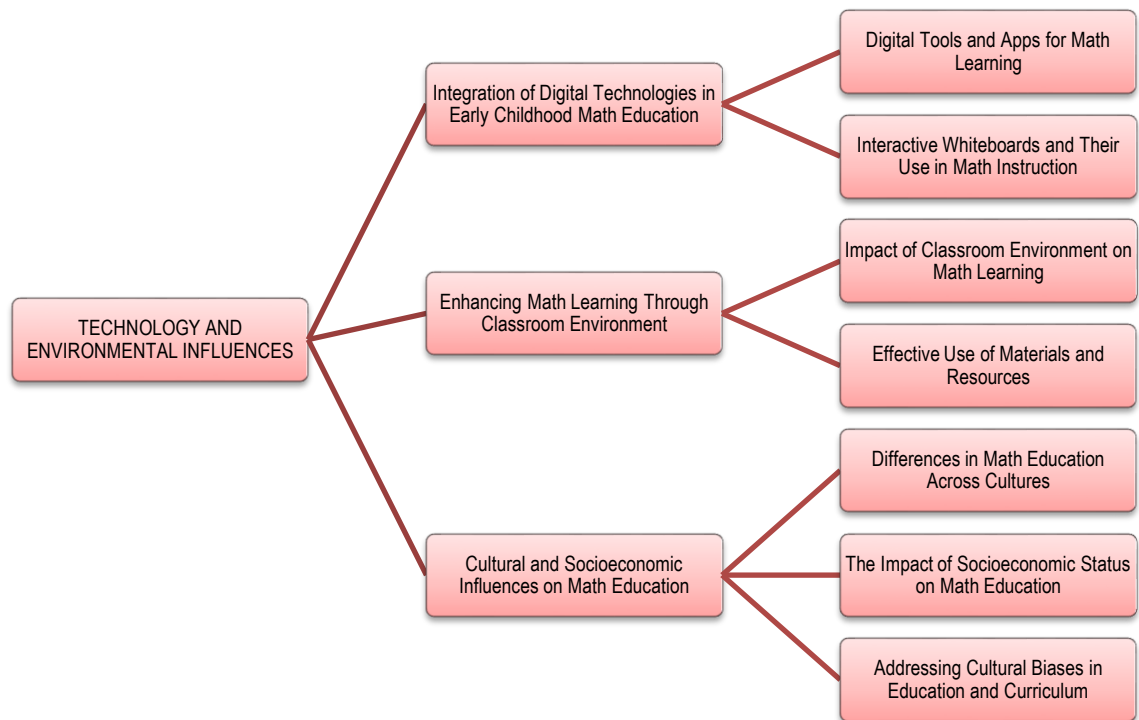 TECHNOLOGY AND
ENVIRONMENTAL INFLUENCES
Integration of Digital Technologies in
Early Childhood Math Education
Digital Tools and Apps for Math
Learning
Interactive Whiteboards and Their
Use in Math Instruction
Enhancing Math Learning Through
Classroom Environment
Impact of Classroom Environment on
Math Learning
Effective Use of Materials and
Resources
Cultural and Socioeconomic
Influences on Math Education
Differences in Math Education
Across Cultures
The Impact of Socioeconomic Status
on Math Education
Addressing Cultural Biases in
Education and Curriculum